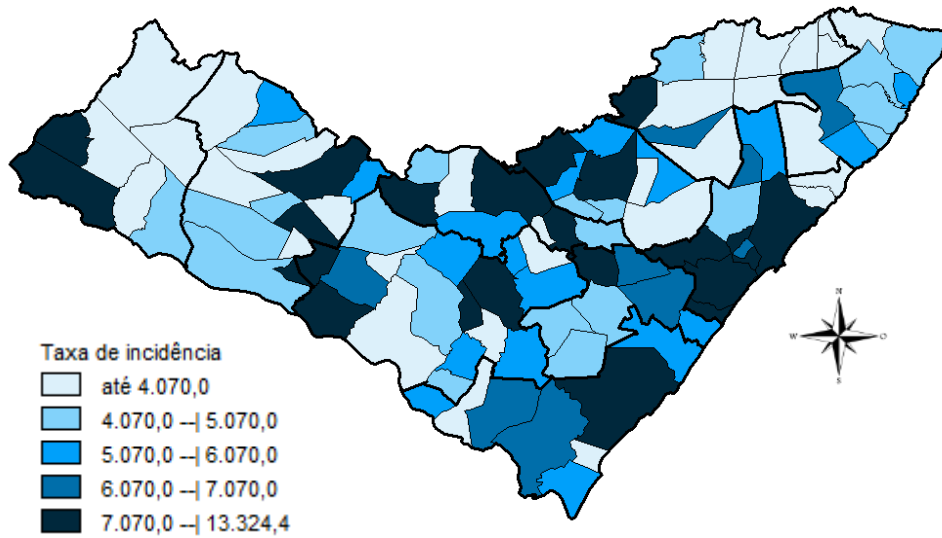 N
W
O
S
Taxa de incidência
até 4.070,0
4.070,0 --| 5.070,0
5.070,0 --| 6.070,0
6.070,0 --| 7.070,0
7.070,0 --| 13.324,4